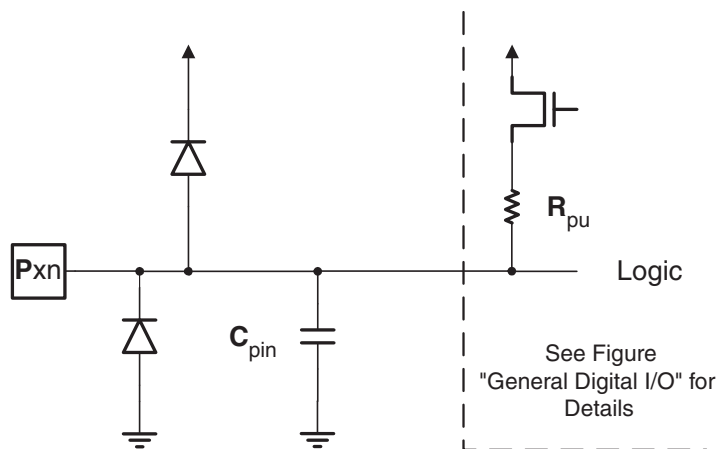 Pxn
Cpin
Rpu
Logic
See Figure
"General Digital I/O" for
Details